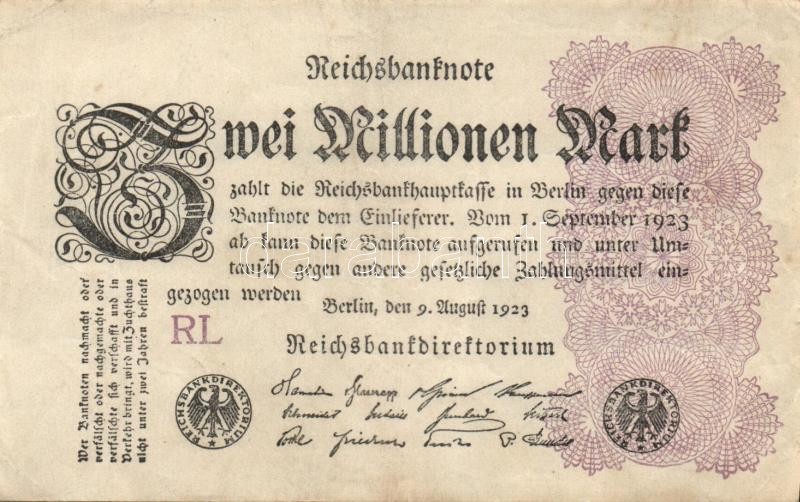 Reichsbanknote
Zwei Millionen Mark
zahlt die Reichsbankhauptkasse in Berlin gegen diese
Banknote dem Einlieferer. Vom 1. September 1923
ab kann diese Banknote aufgerufen und unter Um-
tausch gegen andere gesetzliche Zahlungsmittel ein-
gezogen werden
Berlin, den 9. August 1923
RL
Reichsbankdirektorium
REICHSBANKDIREKTORIUM
REICHSBANKDIREKTORIUM
Wer Banknoten nachmacht oder
verfälscht oder nachgemachte oder
verfälschte sich verschafft und in
Verkehr bringt, wird mit Zuchthaus
nicht unter zwei Jahren bestraft